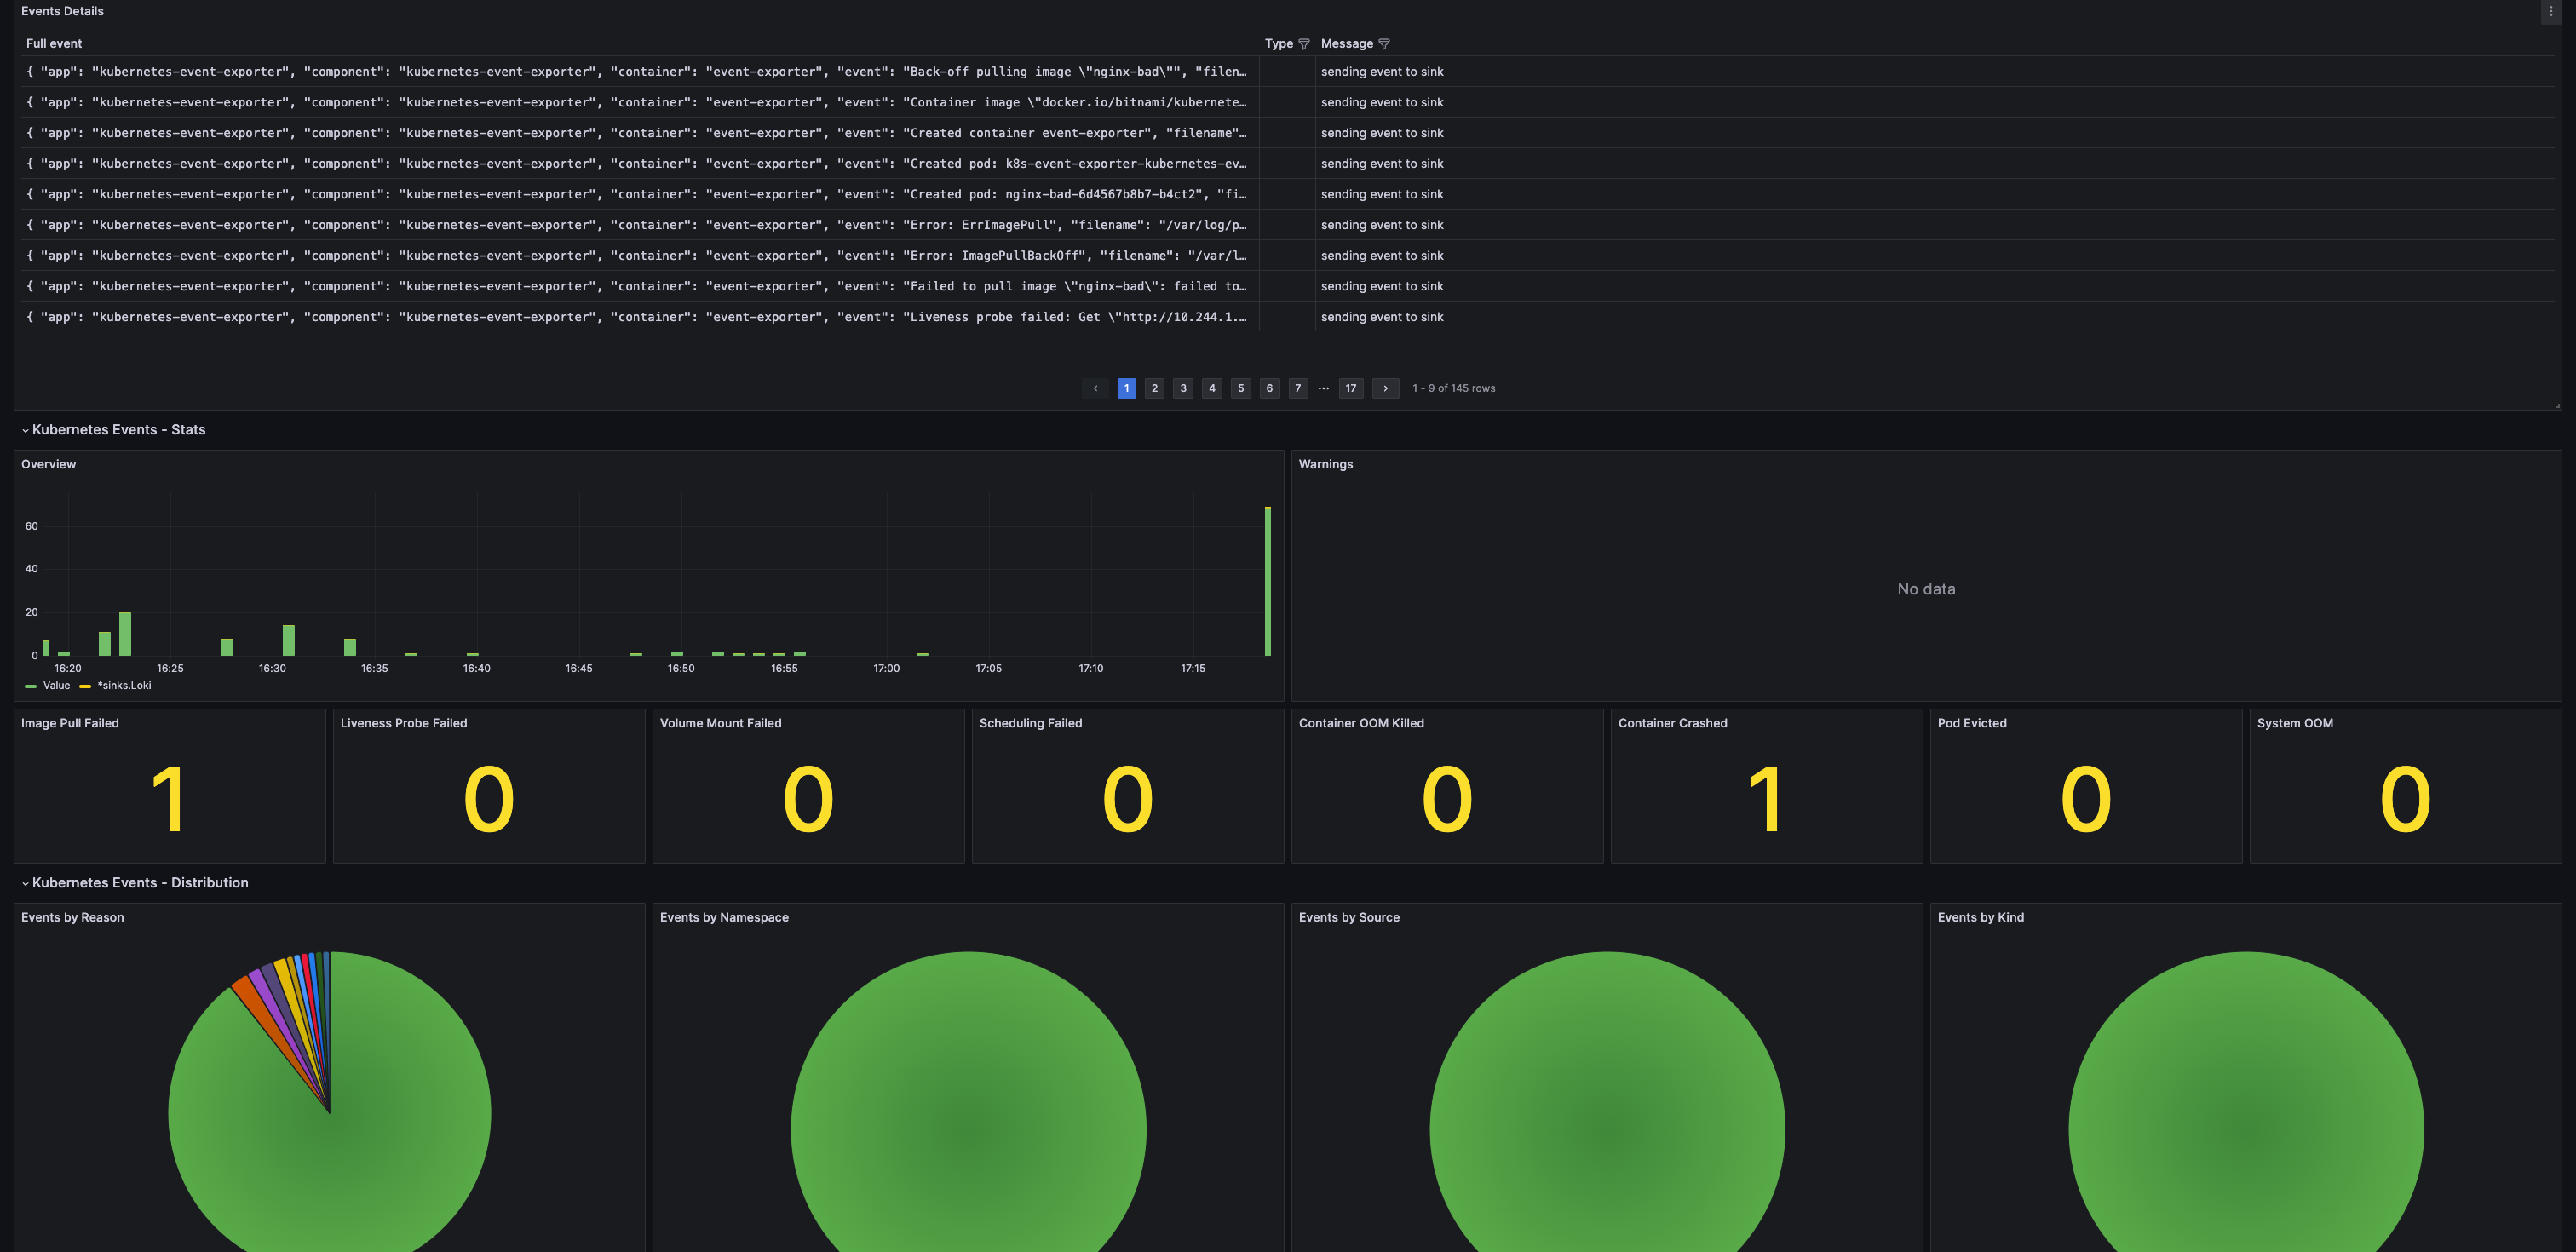 Events Details
Full event Type Message
{ "app": "kubernetes-event-exporter", "component": "kubernetes-event-exporter", "container": "event-exporter", "event": "Back-off pulling image \"nginx-bad\"", "filen… sending event to sink
{ "app": "kubernetes-event-exporter", "component": "kubernetes-event-exporter", "container": "event-exporter", "event": "Container image \"docker.io/bitnami/kubernete… sending event to sink
{ "app": "kubernetes-event-exporter", "component": "kubernetes-event-exporter", "container": "event-exporter", "event": "Created container event-exporter", "filename"… sending event to sink
{ "app": "kubernetes-event-exporter", "component": "kubernetes-event-exporter", "container": "event-exporter", "event": "Created pod: k8s-event-exporter-kubernetes-ev… sending event to sink
{ "app": "kubernetes-event-exporter", "component": "kubernetes-event-exporter", "container": "event-exporter", "event": "Created pod: nginx-bad-6d4567b8b7-b4ct2", "fi… sending event to sink
{ "app": "kubernetes-event-exporter", "component": "kubernetes-event-exporter", "container": "event-exporter", "event": "Error: ErrImagePull", "filename": "/var/log/p… sending event to sink
{ "app": "kubernetes-event-exporter", "component": "kubernetes-event-exporter", "container": "event-exporter", "event": "Error: ImagePullBackOff", "filename": "/var/l… sending event to sink
{ "app": "kubernetes-event-exporter", "component": "kubernetes-event-exporter", "container": "event-exporter", "event": "Failed to pull image \"nginx-bad\": failed to… sending event to sink
{ "app": "kubernetes-event-exporter", "component": "kubernetes-event-exporter", "container": "event-exporter", "event": "Liveness probe failed: Get \"http://10.244.1.… sending event to sink
1 2 3 4 5 6 7 ··· 17 1 - 9 of 145 rows
Kubernetes Events - Stats
Overview
60
40
20
0
16:20 16:25 16:30 16:35 16:40 16:45 16:50 16:55 17:00 17:05 17:10 17:15
Value *sinks.Loki
Warnings
No data
Image Pull Failed
1
Liveness Probe Failed
0
Volume Mount Failed
0
Scheduling Failed
0
Container OOM Killed
0
Container Crashed
1
Pod Evicted
0
System OOM
0
Kubernetes Events - Distribution
Events by Reason
Events by Namespace
Events by Source
Events by Kind